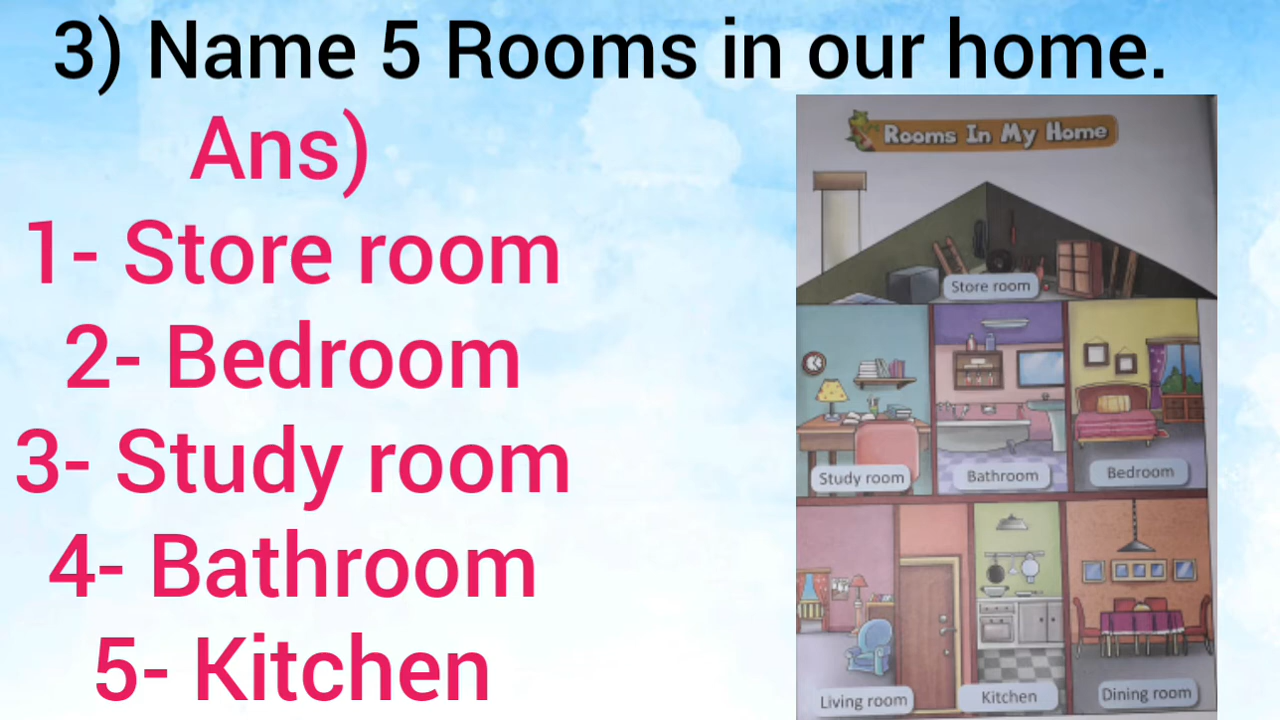 3) Name 5 Rooms in our home.
Ans)
1- Store room
2- Bedroom
3- Study room
4- Bathroom
5- Kitchen
Rooms In My Home
Store room
Study room
Bathroom
Bedroom
Living room
Kitchen
Dining room